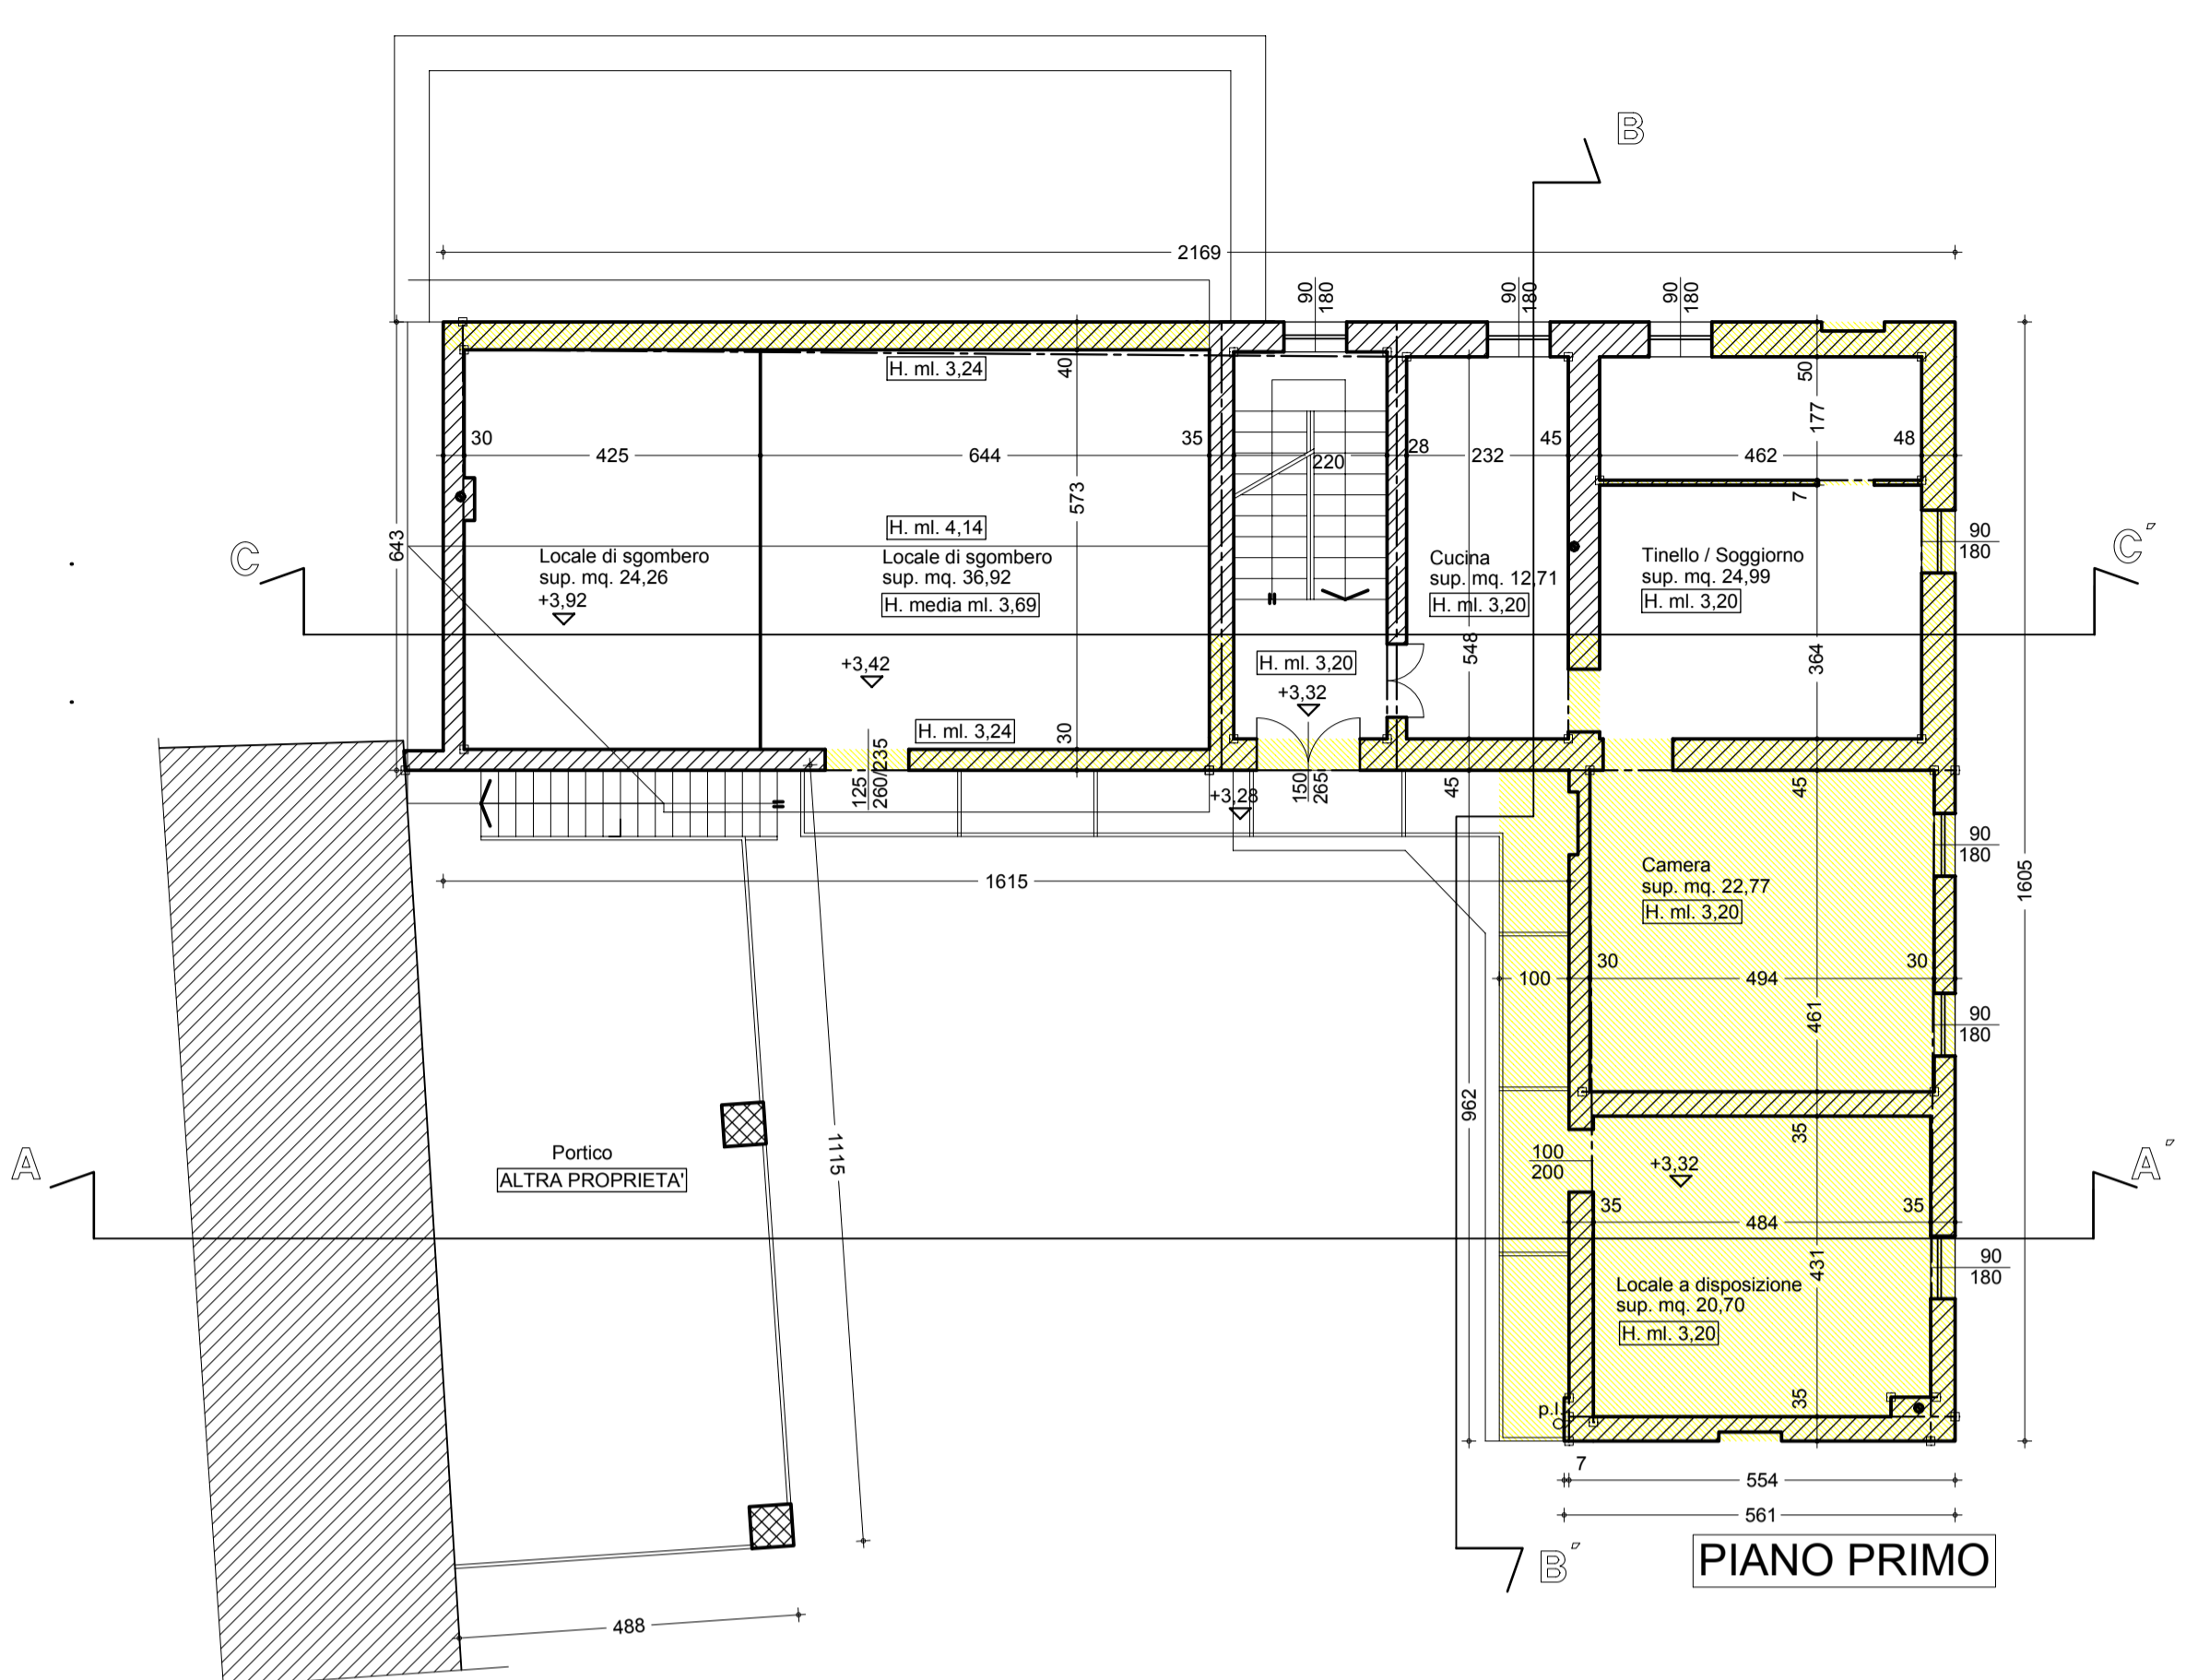 B
2169
90
180
90
180
90
180
H. ml. 3,24
40
50
177
30
425
644
35
220
28
232
45
462
48
573
7
643
H. ml. 4,14
Locale di sgombero
sup. mq. 24,26
+3,92
Locale di sgombero
sup. mq. 36,92
H. media ml. 3,69
Cucina
sup. mq. 12,71
H. ml. 3,20
Tinello / Soggiorno
sup. mq. 24,99
H. ml. 3,20
90
180
C
C´
+3,42
H. ml. 3,20
+3,32
548
364
H. ml. 3,24
30
125
260/235
+3,28
150
265
45
45
90
180
1615
Camera
sup. mq. 22,77
H. ml. 3,20
1605
30
30
100
494
461
90
180
962
1115
35
Portico
ALTRA PROPRIETA'
A
A´
100
200
+3,32
35
35
484
431
90
180
Locale a disposizione
sup. mq. 20,70
H. ml. 3,20
35
p.l.
7
554
561
B´
PIANO PRIMO
488